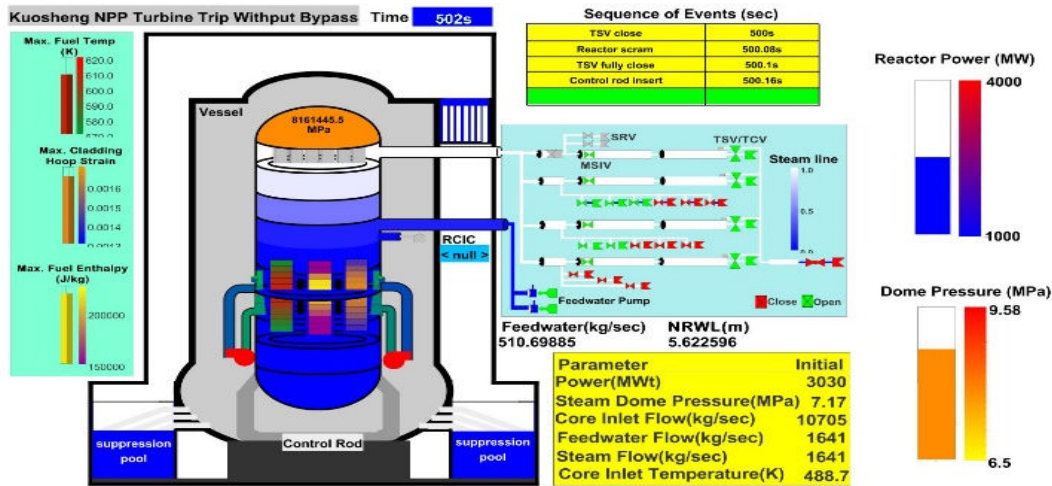 Kuosheng NPP Turbine Trip Withput Bypass
Time
502s
Max. Fuel Temp
(K)
620.0
610.0
600.0
590.0
580.0
Max. Cladding
Hoop Strain
0.0016
0.0014
Max. Fuel Enthalpy
(J/kg)
200000
150000
Vessel
8161445.5
MPa
RCIC
< null >
suppression
pool
Control Rod
suppression
pool
Sequence of Events (sec)
TSV close 500s
Reactor scram 500.08s
TSV fully close 500.1s
Control rod insert 500.16s
SRV
TSV/TCV
MSIV
Steam line
1.0
0.5
Feedwater Pump
Close
Open
Feedwater(kg/sec) NRWL(m)
510.69885 5.622596
Parameter Initial
Power(MWt) 3030
Steam Dome Pressure(MPa) 7.17
Core Inlet Flow(kg/sec) 10705
Feedwater Flow(kg/sec) 1641
Steam Flow(kg/sec) 1641
Core Inlet Temperature(K) 488.7
Reactor Power (MW)
4000
1000
Dome Pressure (MPa)
9.58
6.5